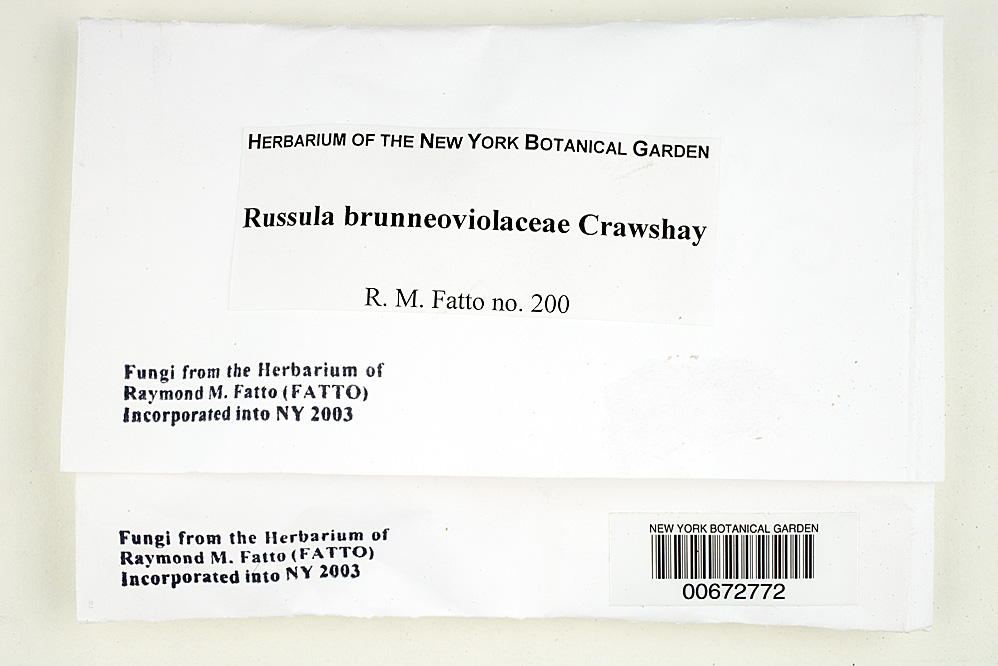 HERBARIUM OF THE NEW YORK BOTANICAL GARDEN
Russula brunneoviolaceae Crawshay
R. M. Fatto no. 200
Fungi from the Herbarium of
Raymond M. Fatto (FATTO)
Incorporated into NY 2003
Fungi from the Herbarium of
Raymond M. Fatto (FATTO)
Incorporated into NY 2003
NEW YORK BOTANICAL GARDEN
00672772